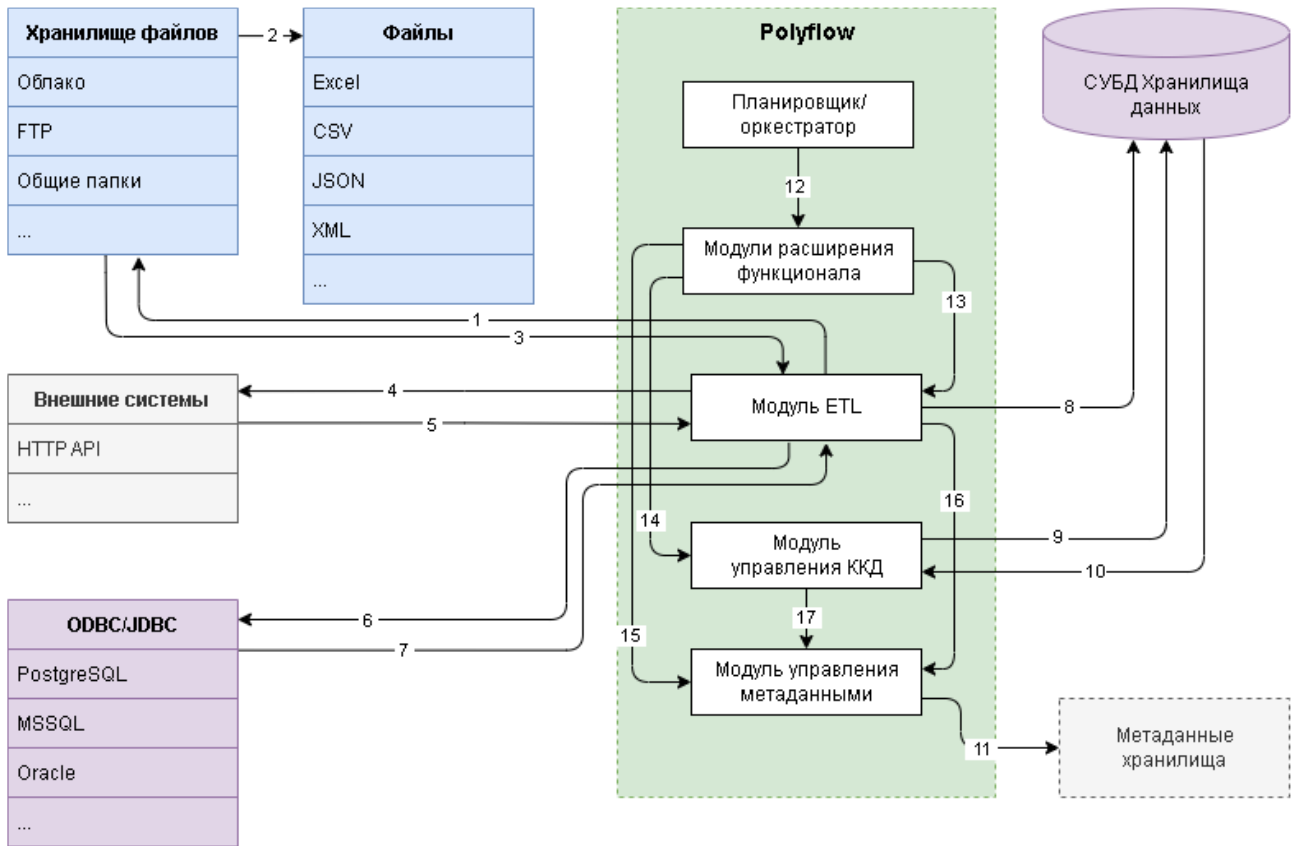 Хранилище файлов
Облако
FTP
Общие папки
...
2
Файлы
Excel
CSV
JSON
XML
...
Polyflow
Планировщик/
оркестратор
12
Модули расширения
функционала
13
СУБД Хранилища
данных
1
3
Внешние системы
HTTP API
...
4
5
Модуль ETL
8
16
14
Модуль
управления ККД
9
10
17
ODBC/JDBC
PostgreSQL
MSSQL
Oracle
...
6
7
15
Модуль управления
метаданными
11
Метаданные
хранилища